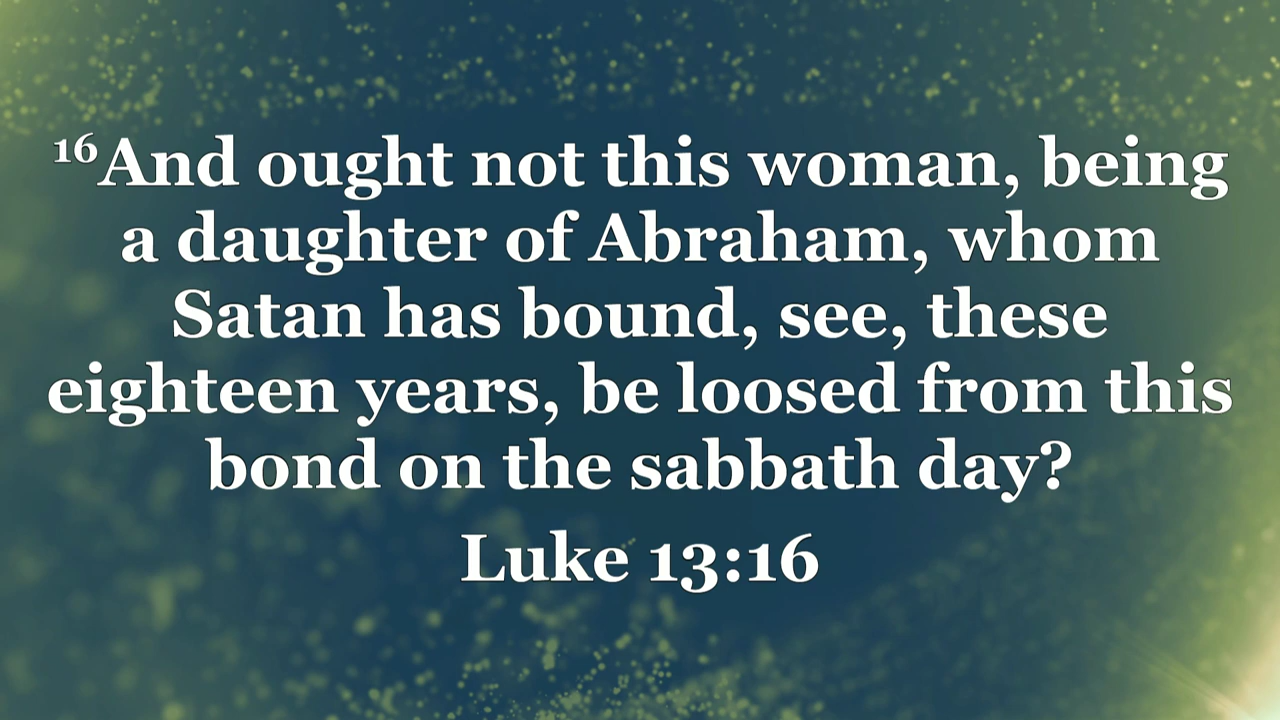 16And ought not this woman, being
a daughter of Abraham, whom
Satan has bound, see, these
eighteen years, be loosed from this
bond on the sabbath day?
Luke 13:16